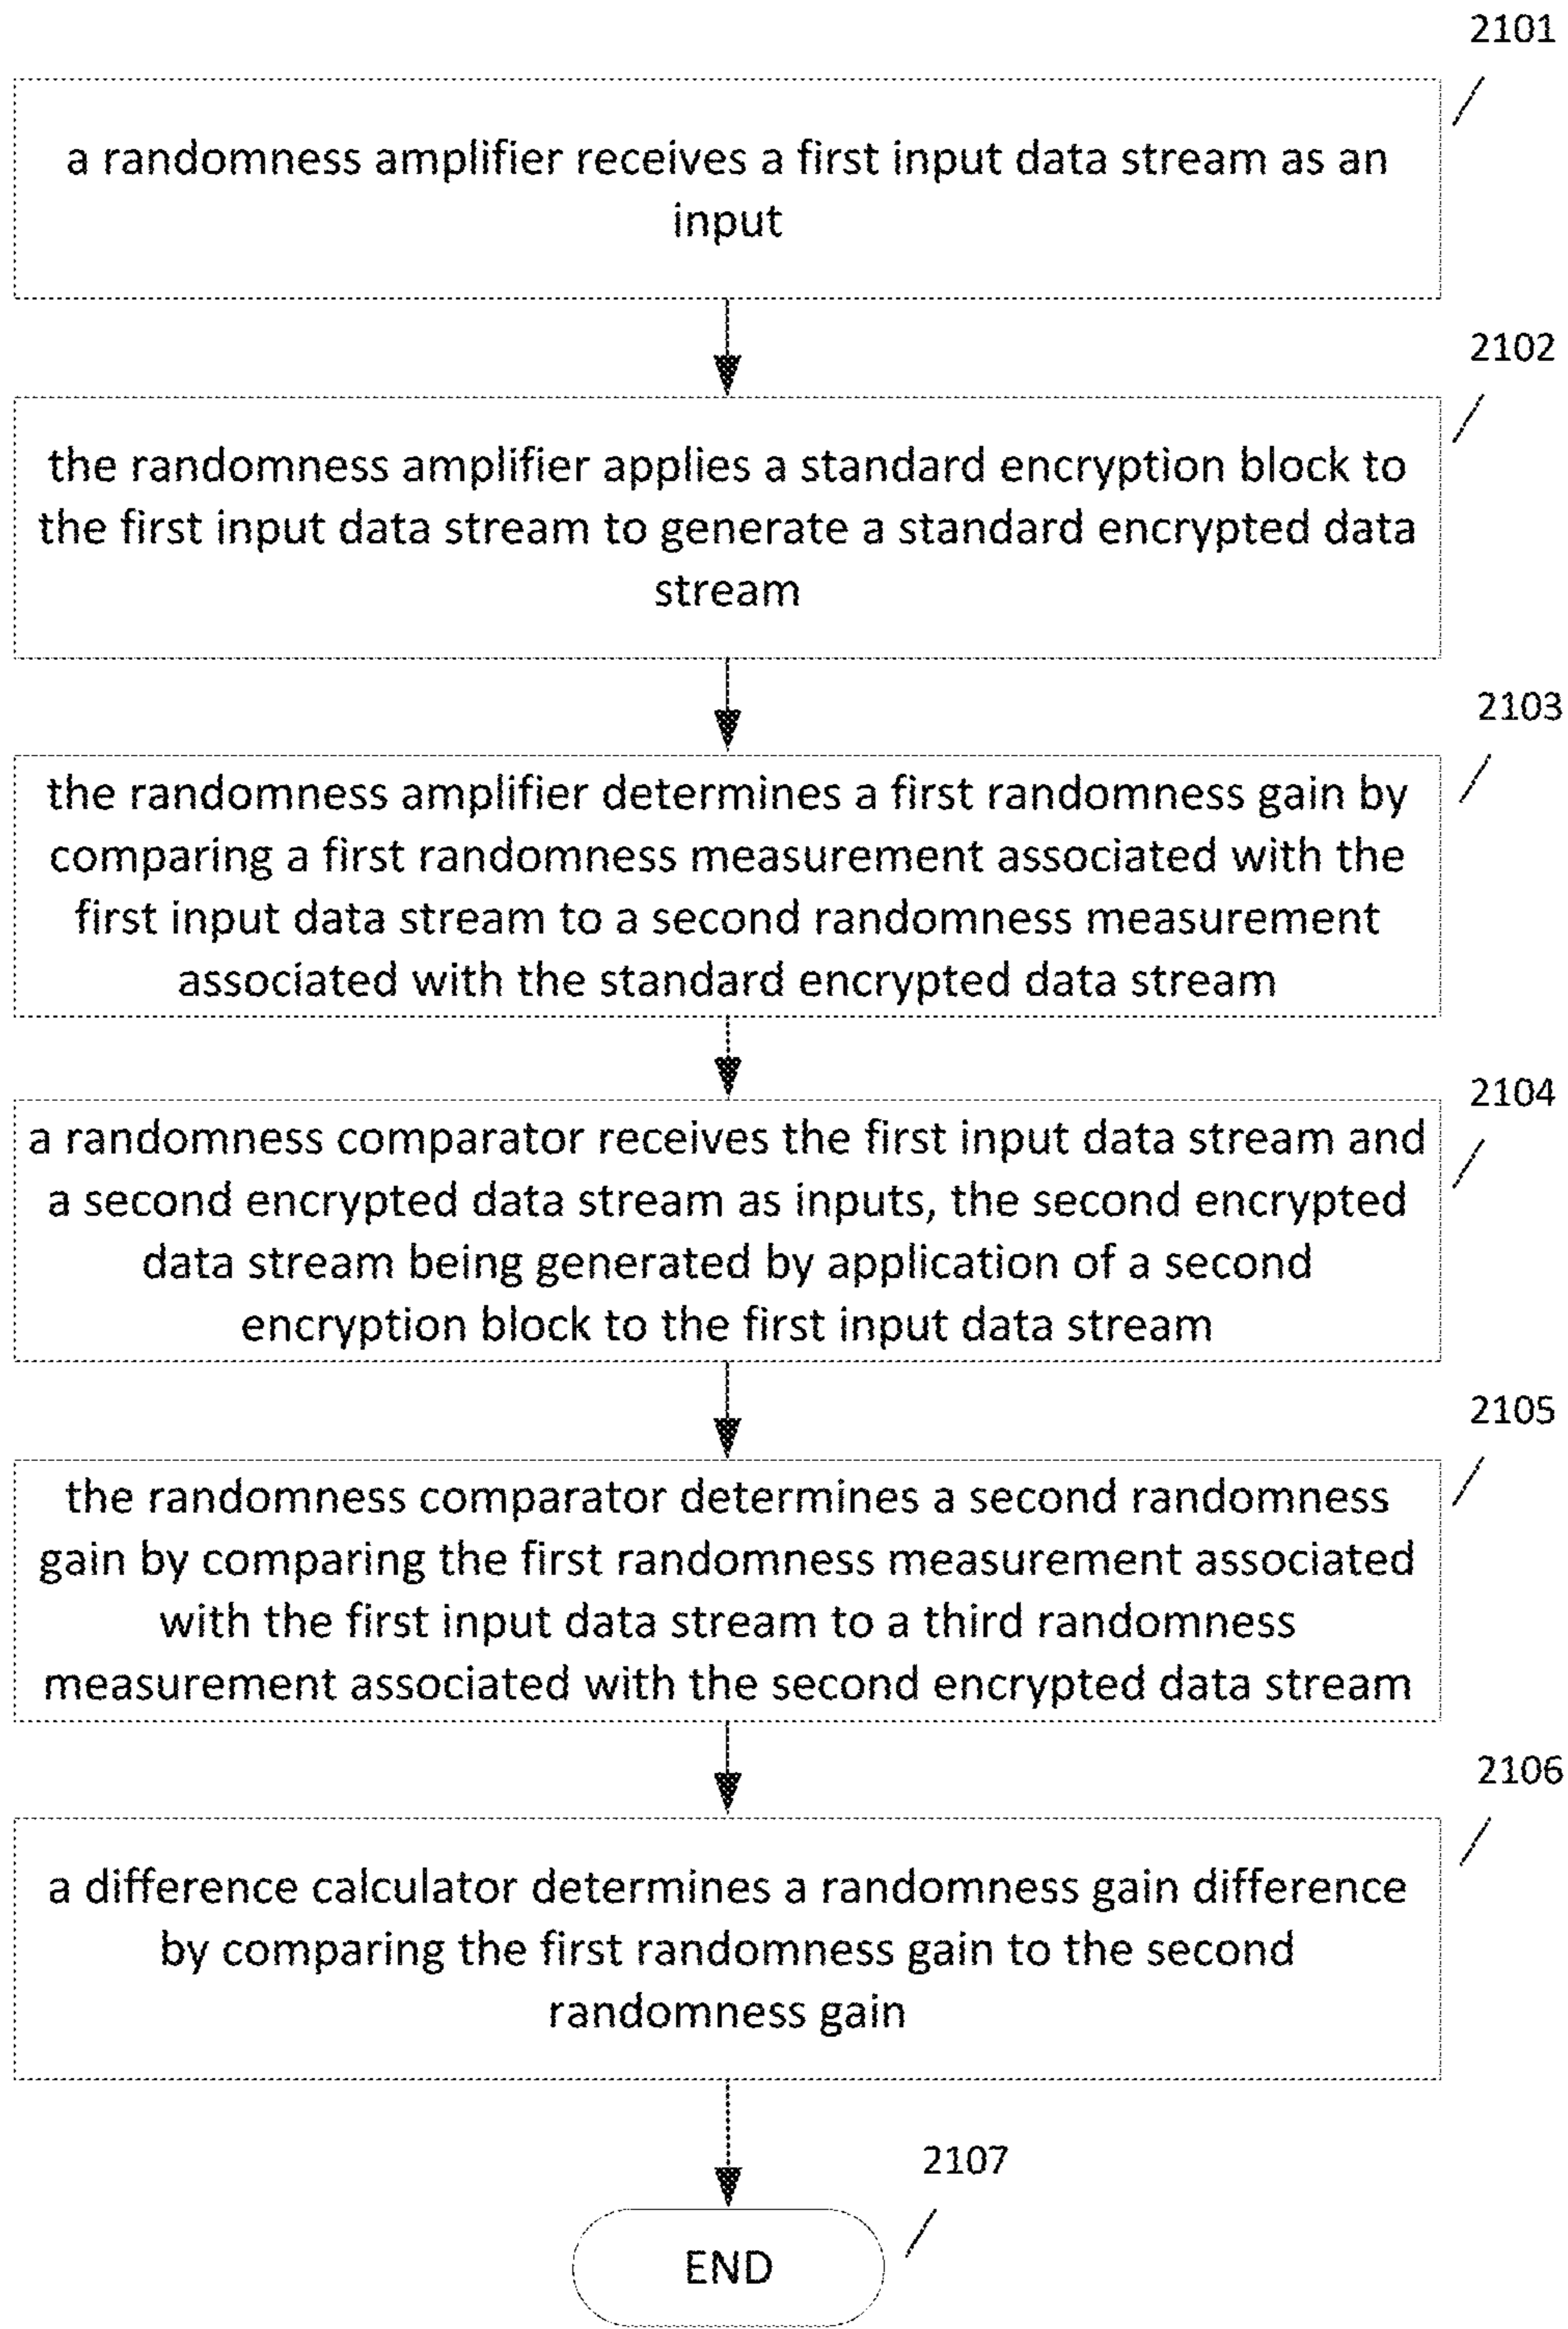 2101
a randomness amplifier receives a first input data stream as an
input
2102
the randomness amplifier applies a standard encryption block to
the first input data stream to generate a standard encrypted data
stream
2103
the randomness amplifier determines a first randomness gain by
comparing a first randomness measurement associated with the
first input data stream to a second randomness measurement
associated with the standard encrypted data stream
2104
a randomness comparator receives the first input data stream and
a second encrypted data stream as inputs, the second encrypted
data stream being generated by application of a second
encryption block to the first input data stream
2105
the randomness comparator determines a second randomness
gain by comparing the first randomness measurement associated
with the first input data stream to a third randomness
measurement associated with the second encrypted data stream
2106
a difference calculator determines a randomness gain difference
by comparing the first randomness gain to the second
randomness gain
2107
END